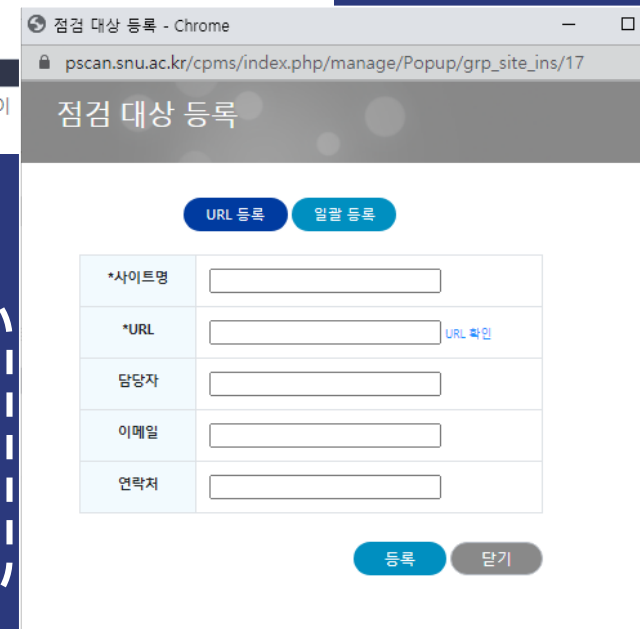 점검 대상 등록 - Chrome
pscan.snu.ac.kr/cpms/index.php/manage/Popup/grp_site_ins/17
점검 대상 등록
URL 등록 일괄 등록
*사이트명
*URL URL 확인
담당자
이메일
연락처
등록 닫기